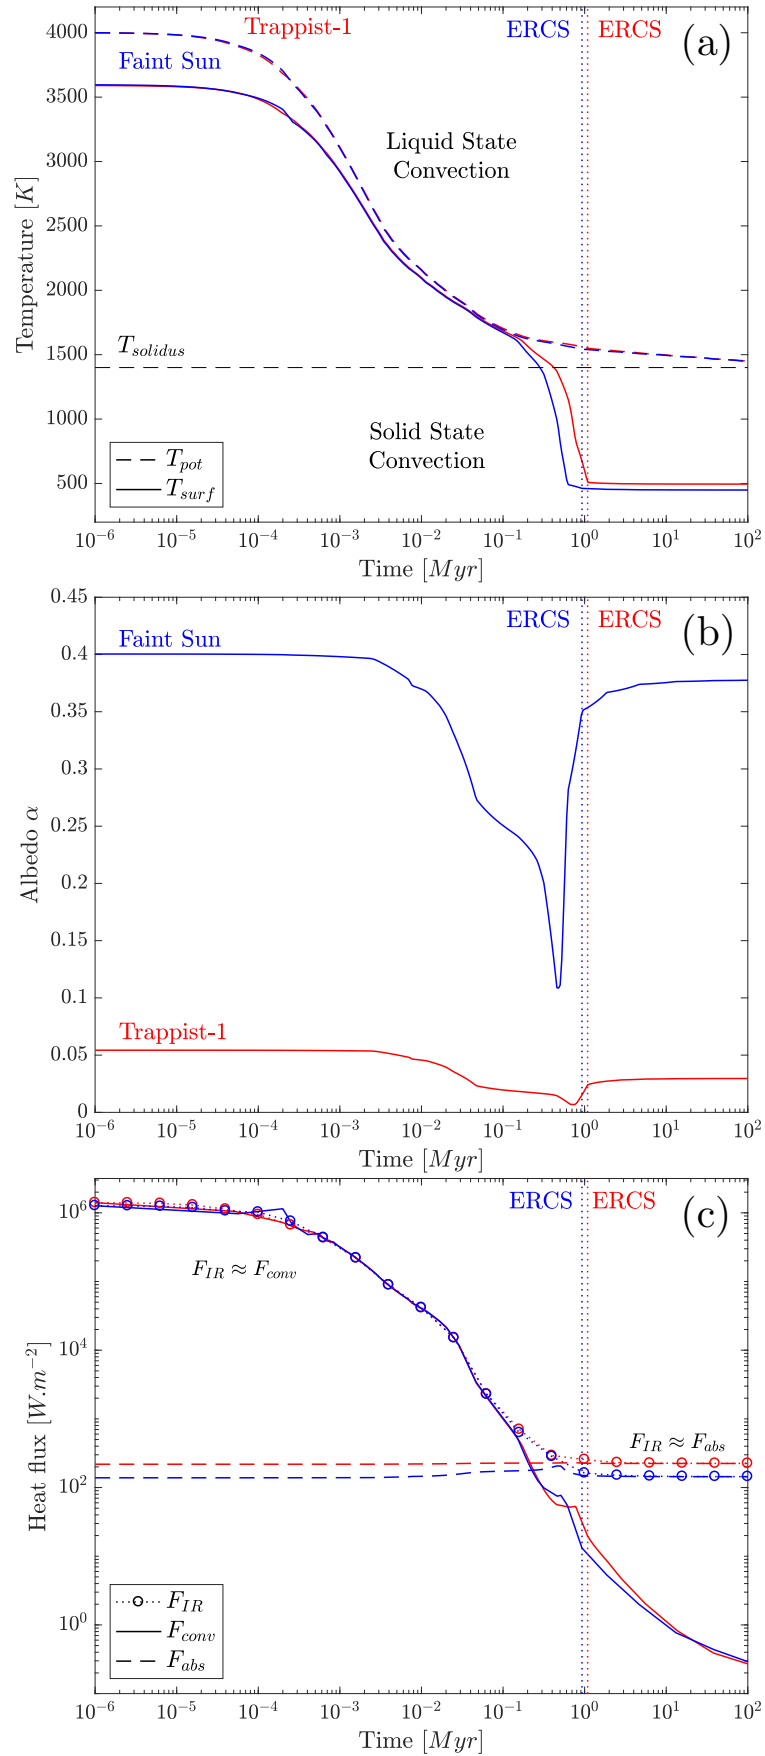 Trappist-1
ERCS ERCS
(a)
Faint Sun
4000
3500
3000
2500
2000
1500
1000
500
Temperature [K]
Liquid State
Convection
T_solidus
Solid State
Convection
T_pot
T_surf
10^-6 10^-5 10^-4 10^-3 10^-2 10^-1 10^0 10^1 10^2
Time [Myr]
Faint Sun
ERCS ERCS
(b)
0.45
0.4
0.35
0.3
0.25
0.2
0.15
0.1
0.05
0
Albedo α
Trappist-1
10^-6 10^-5 10^-4 10^-3 10^-2 10^-1 10^0 10^1 10^2
Time [Myr]
ERCS ERCS
(c)
10^6
10^4
10^2
10^0
Heat flux [W.m^-2]
F_IR ≈ F_conv
F_IR ≈ F_abs
F_IR
F_conv
F_abs
10^-6 10^-5 10^-4 10^-3 10^-2 10^-1 10^0 10^1 10^2
Time [Myr]